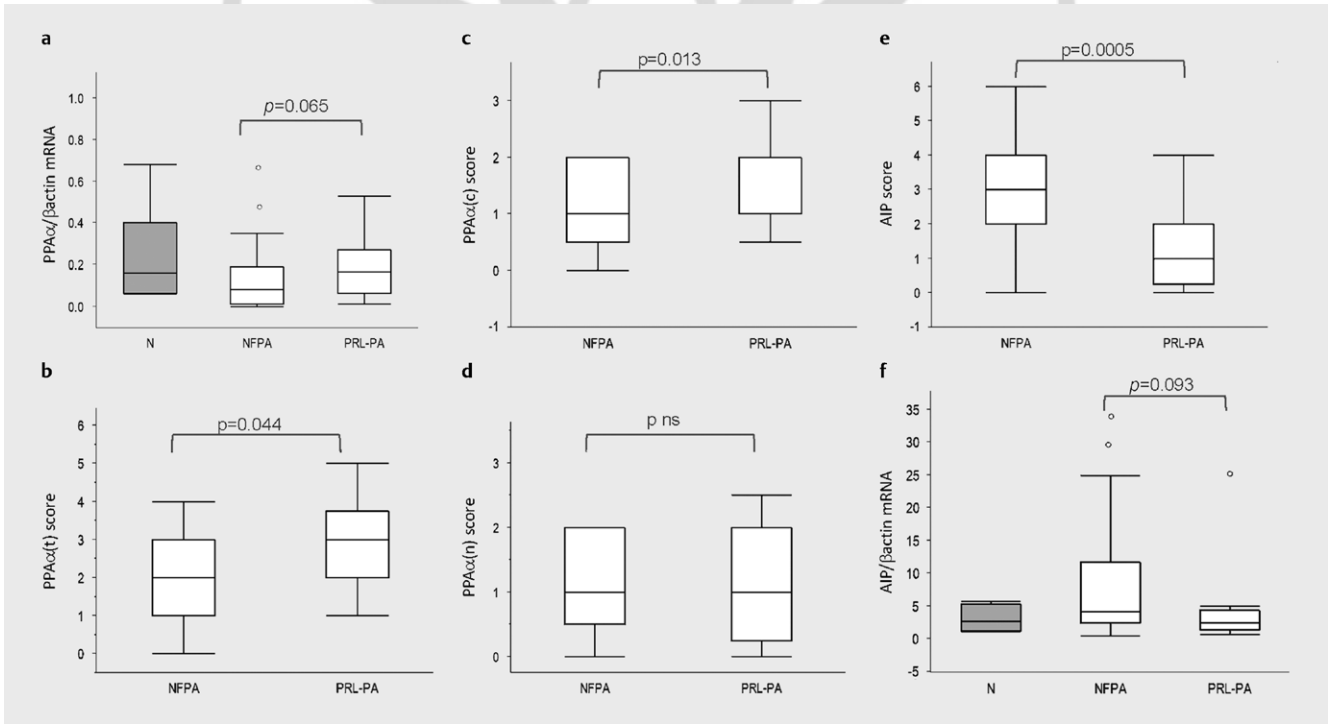 a
p=0.065
PPAα/βactin mRNA
1.0
0.8
0.6
0.4
0.2
0.0
N NFPA PRL-PA
b
p=0.044
PPAα(t) score
6
5
4
3
2
1
0
NFPA PRL-PA
c
p=0.013
PPAα(c) score
3
2
1
0
-1
NFPA PRL-PA
d
p ns
PPAα(n) score
3
2
1
0
NFPA PRL-PA
e
p=0.0005
AIP score
6
5
4
3
2
1
0
-1
NFPA PRL-PA
f
p=0.093
AIP/βactin mRNA
35
30
25
20
15
10
5
0
-5
N NFPA PRL-PA